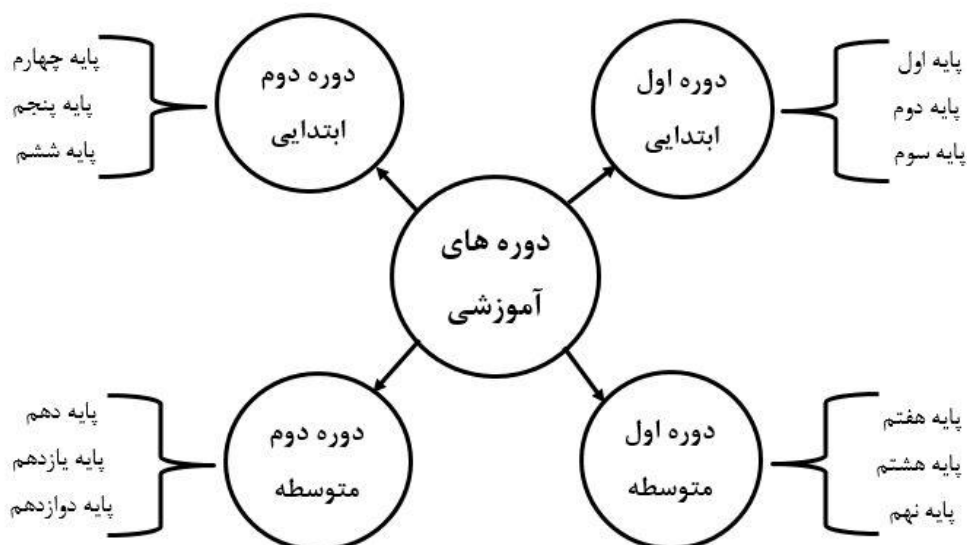 دوره های
آموزشی
دوره اول
ابتدایی
پایه اول
پایه دوم
پایه سوم
دوره دوم
ابتدایی
پایه چهارم
پایه پنجم
پایه ششم
دوره اول
متوسطه
پایه هفتم
پایه هشتم
پایه نهم
دوره دوم
متوسطه
پایه دهم
پایه یازدهم
پایه دوازدهم